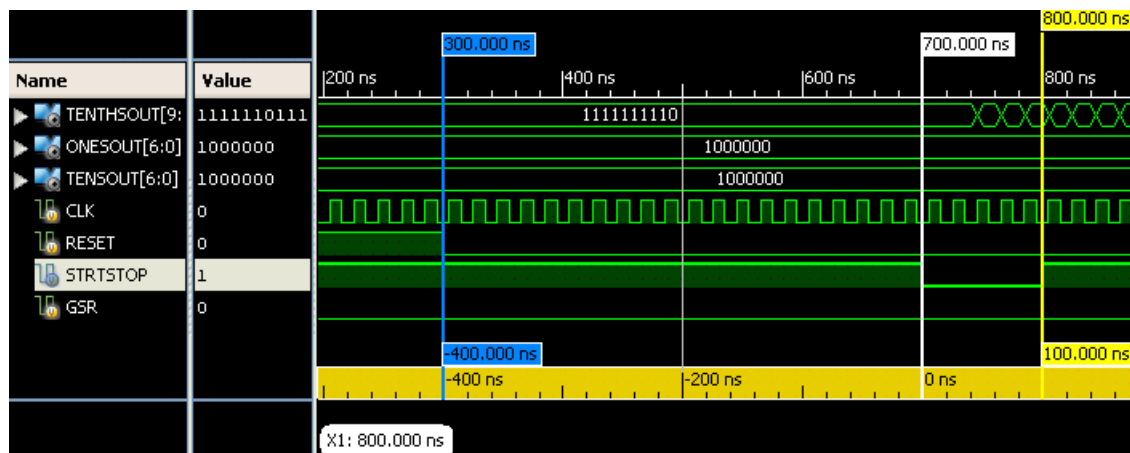 800.000 ns
300.000 ns 700.000 ns
Name Value 200 ns 400 ns 600 ns 800 ns
TENTHSOUT[9: 1111110111 1111111110
ONESOUT[6:0] 1000000 1000000
TENSOUT[6:0] 1000000 1000000
CLK 0
RESET 0
STRTSTOP 1
GSR 0
-400.000 ns 100.000 ns
-400 ns -200 ns 0 ns
X1: 800.000 ns